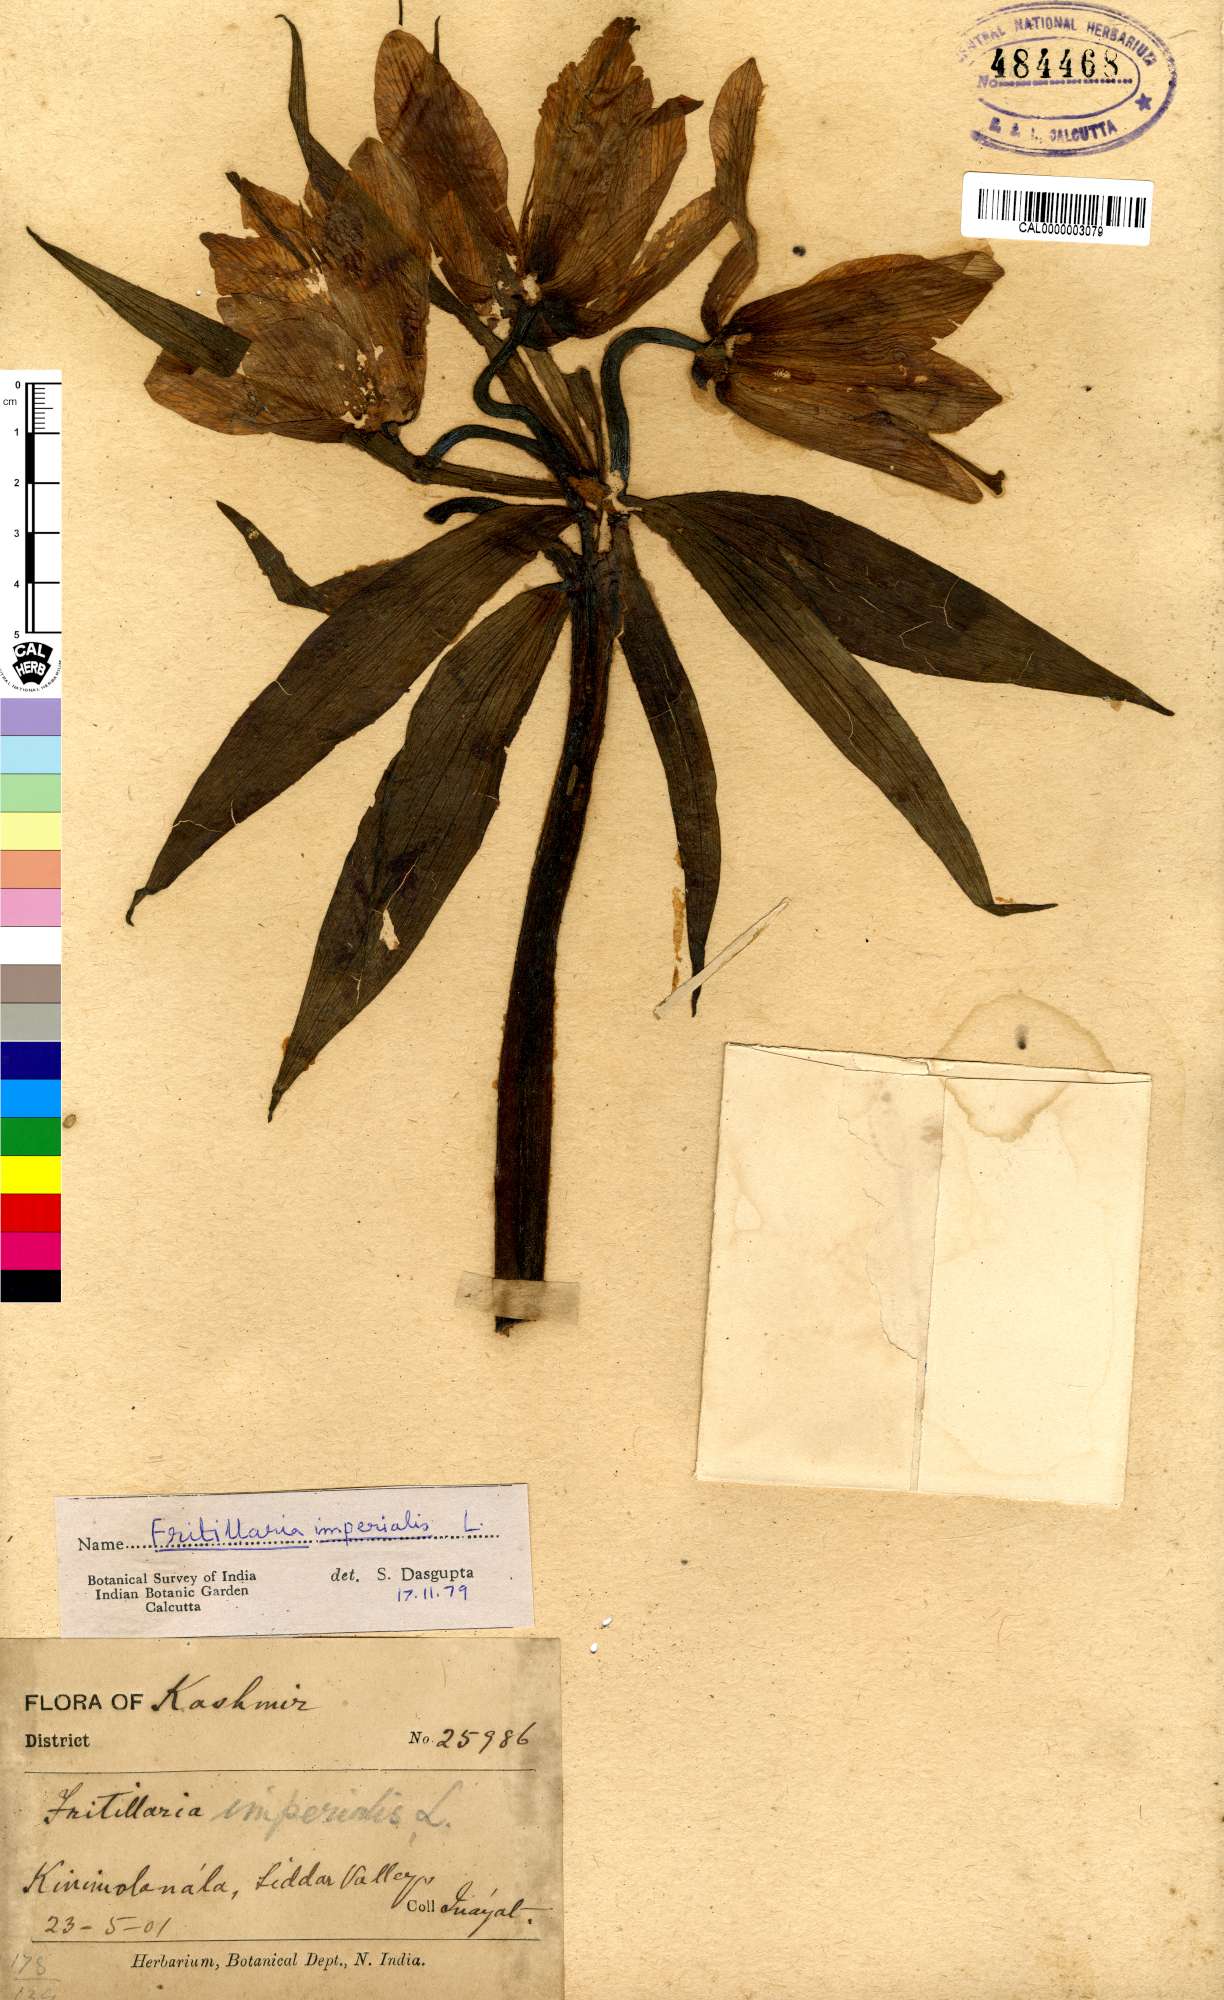 CENTRAL NATIONAL HERBARIUM
No. 484468
CALCUTTA
CAL0000003079
0
cm
1
2
3
4
5
CAL
HERB
Name Fritillaria imperialis L.
Botanical Survey of India
Indian Botanic Garden
Calcutta
det. S. Dasgupta
17.11.79
FLORA OF Kashmir
District No. 25986
Fritillaria imperialis L.
Liddar Valley,
Coll Ináyat.
23-5-01
Herbarium, Botanical Dept., N. India.
178